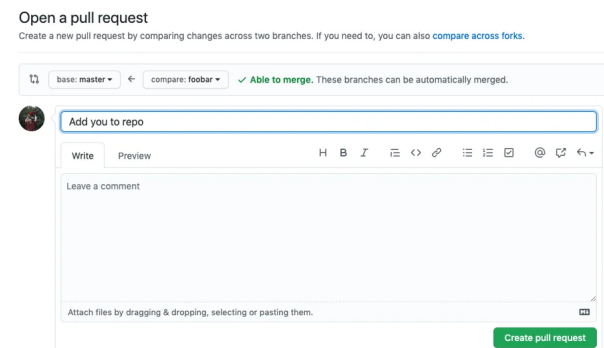 Open a pull request
Create a new pull request by comparing changes across two branches. If you need to, you can also compare across forks.
base: master ← compare: foobar ✓ Able to merge. These branches can be automatically merged.
Add you to repo
Write Preview H B I @
Leave a comment
Attach files by dragging & dropping, selecting or pasting them.
Create pull request